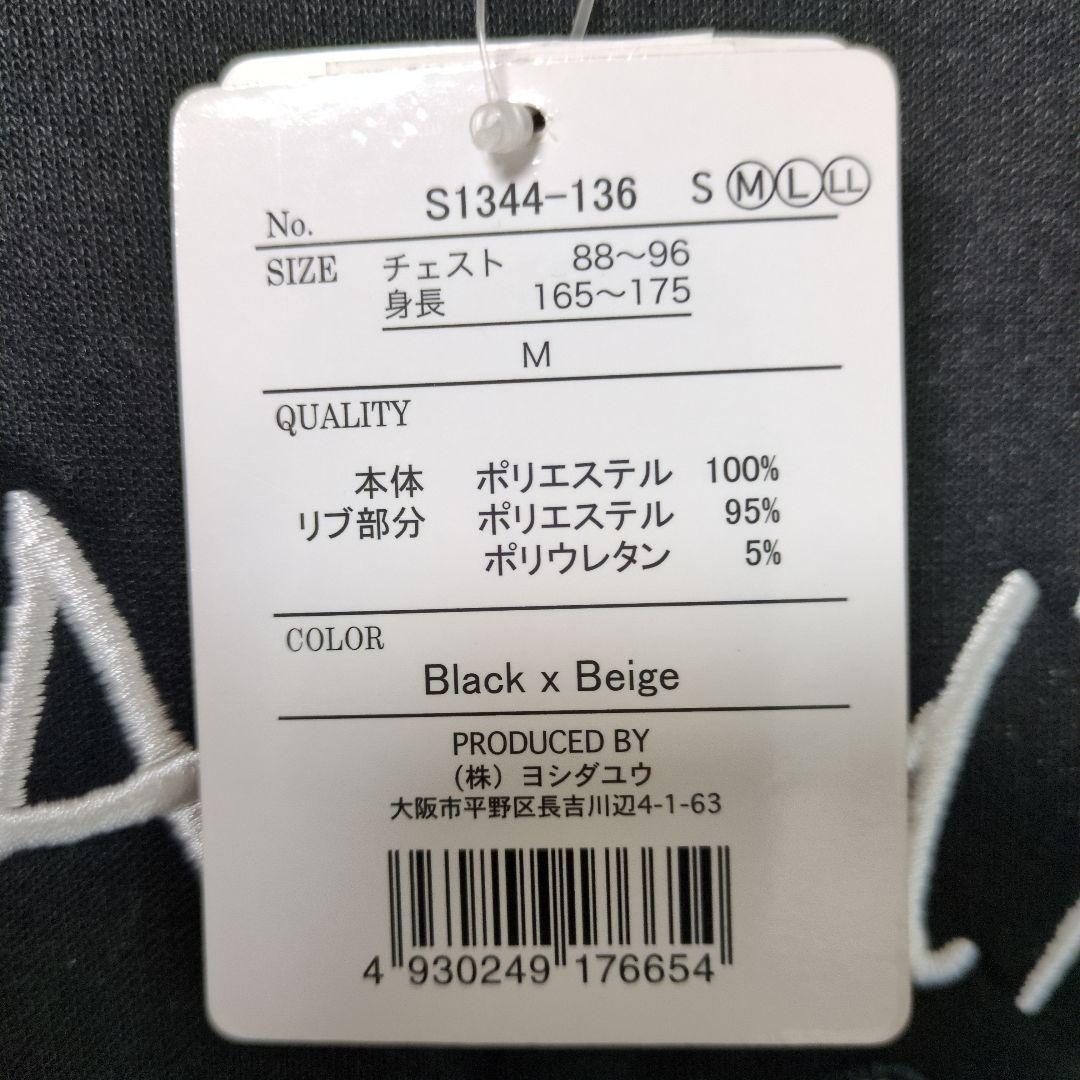 No. S1344-136 S Ⓜ Ⓛ ⓁⓁ
SIZE チェスト 88～96
身長 165～175
M
QUALITY
本体 ポリエステル 100%
リブ部分 ポリエステル 95%
ポリウレタン 5%
COLOR
Black x Beige
PRODUCED BY
(株) ヨシダユウ
大阪市平野区長吉川辺4-1-63
4 930249 176654